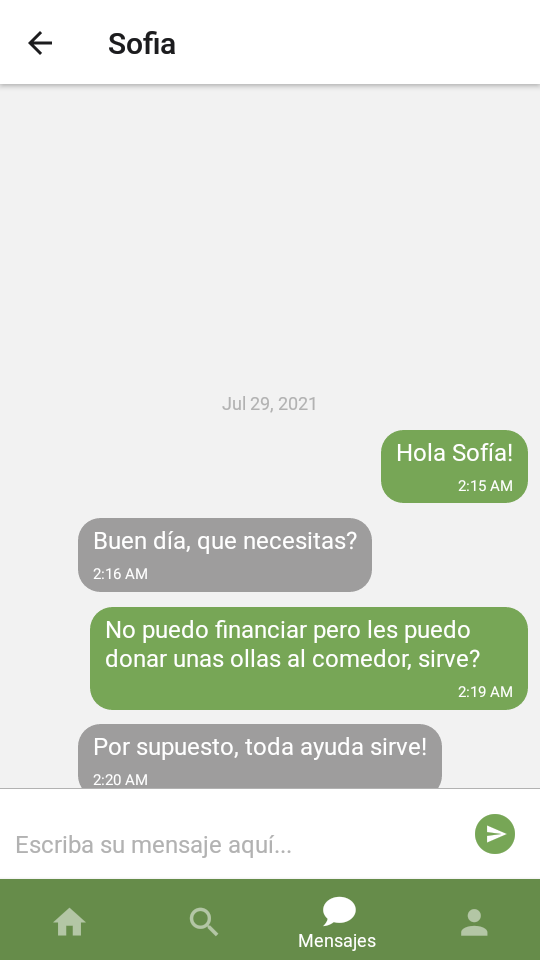 Sofia
Jul 29, 2021
Hola Sofía!
2:15 AM
Buen día, que necesitas?
2:16 AM
No puedo financiar pero les puedo
donar unas ollas al comedor, sirve?
2:19 AM
Por supuesto, toda ayuda sirve!
2:20 AM
Escriba su mensaje aquí...
Mensajes